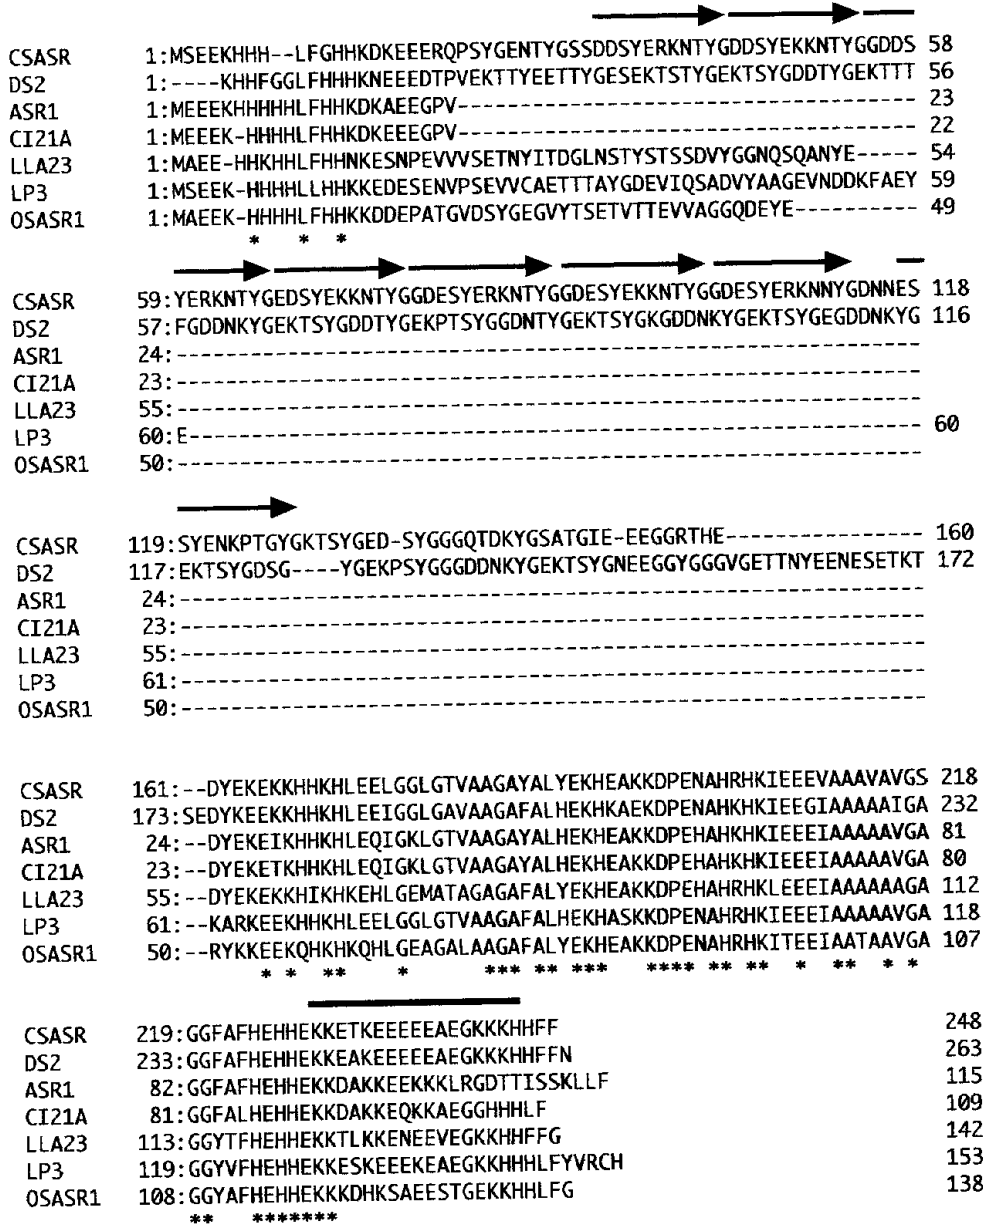 CSASR 1:MSEEKHHH--LFGHHKDKEEERQPSYGENTYGSSDDSYERKNTYGDDSYEKKNTYGGDDS 58
DS2 1:----KHHFGGLFHHHKNEEEDTPVEKTTYEETTYGESEKTSTYGEKTSYGDDTYGEKTTT 56
ASR1 1:MEEEKHHHHHLFHHKDKAEEGPV------------------------------------- 23
CI21A 1:MEEEK-HHHHLFHHKDKEEEGPV------------------------------------- 22
LLA23 1:MAEE-HHKHHLFHHNKESNPEVVVSETNYITDGLNSTYSTSSDVYGGNQSQANYE----- 54
LP3 1:MSEEK-HHHHLLHHKKEDESENVPSEVVCAETTTAYGDEVIQSADVYAAGEVNDDKFAEY 59
OSASR1 1:MAEEK-HHHHLFHHKKDDEPATGVDSYGEGVYTSETVTTEVVAGGQDEYE---------- 49
* * *
CSASR 59:YERKNTYGEDSYEKKNTYGGDESYERKNTYGGDESYEKKNTYGGDESYERKNNYGDNNES 118
DS2 57:FGDDNKYGEKTSYGDDTYGEKPTSYGGDNTYGEKTSYGKGDDNKYGEKTSYGEGDDNKYG 116
ASR1 24:------------------------------------------------------------
CI21A 23:------------------------------------------------------------
LLA23 55:------------------------------------------------------------
LP3 60:E----------------------------------------------------------- 60
OSASR1 50:------------------------------------------------------------
CSASR 119:SYENKPTGYGKTSYGED-SYGGGQTDKYGSATGIE-EEGGRTHE---------------- 160
DS2 117:EKTSYGDSG----YGEKPSYGGGDDNKYGEKTSYGNEEGGYGGGVGETTNYEENESETKT 172
ASR1 24:------------------------------------------------------------
CI21A 23:------------------------------------------------------------
LLA23 55:------------------------------------------------------------
LP3 61:------------------------------------------------------------
OSASR1 50:------------------------------------------------------------
CSASR 161:--DYEKEKKHHKHLEELGGLGTVAAGAYALYEKHEAKKDPENAHRHKIEEEVAAAVAVGS 218
DS2 173:SEDYKEEKKHHKHLEEIGGLGAVAAGAFALHEKHKAEKDPENAHKHKIEEGIAAAAAIGA 232
ASR1 24:--DYEKEIKHHKHLEQIGKLGTVAAGAYALHEKHEAKKDPEHAHKHKIEEEIAAAAAVGA 81
CI21A 23:--DYEKETKHHKHLEQIGKLGTVAAGAYALHEKHEAKKDPEHAHKHKIEEEIAAAAAVGA 80
LLA23 55:--DYEKEKKHIKHKEHLGEMATAGAGAFALYEKHEAKKDPEHAHRHKLEEEIAAAAAAGA 112
LP3 61:--KARKEEKHHKHLEELGGLGTVAAGAFALHEKHASKKDPENAHRHKIEEEIAAAAAVGA 118
OSASR1 50:--RYKKEEKQHKHKQHLGEAGALAAGAFALYEKHEAKKDPENAHRHKITEEIAATAAVGA 107
* * ** * *** ** *** **** ** ** * ** * *
CSASR 219:GGFAFHEHHEKKETKEEEEEAEGKKKHHFF 248
DS2 233:GGFAFHEHHEKKEAKEEEEEAEGKKKHHFFN 263
ASR1 82:GGFAFHEHHEKKDAKKEEKKKLRGDTTISSKLLF 115
CI21A 81:GGFALHEHHEKKDAKKEQKKAEGGHHHLF 109
LLA23 113:GGYTFHEHHEKKTLKKENEEVEGKKHHFFG 142
LP3 119:GGYVFHEHHEKKESKEEEKEAEGKKHHHLFYVRCH 153
OSASR1 108:GGYAFHEHHEKKKDHKSAEESTGEKKHHLFG 138
** *******